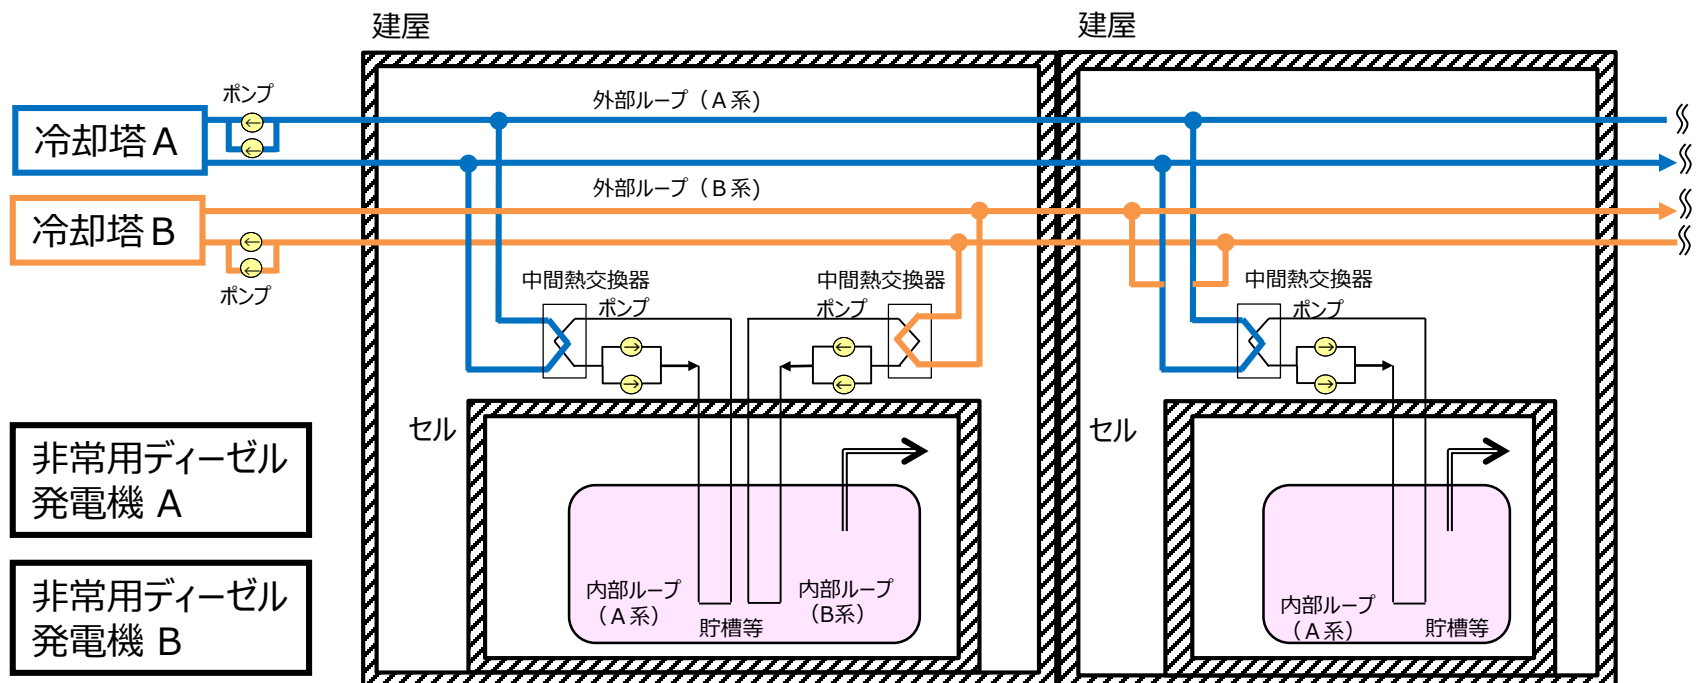 建屋
建屋
ポンプ
外部ループ（Ａ系）
冷却塔Ａ
外部ループ（Ｂ系）
冷却塔Ｂ
ポンプ
中間熱交換器
中間熱交換器
中間熱交換器
ポンプ
ポンプ
ポンプ
セル
セル
非常用ディーゼル
発電機 Ａ
非常用ディーゼル
発電機 Ｂ
内部ループ
（Ａ系）
貯槽等
内部ループ
（B系）
内部ループ
（Ａ系）
貯槽等